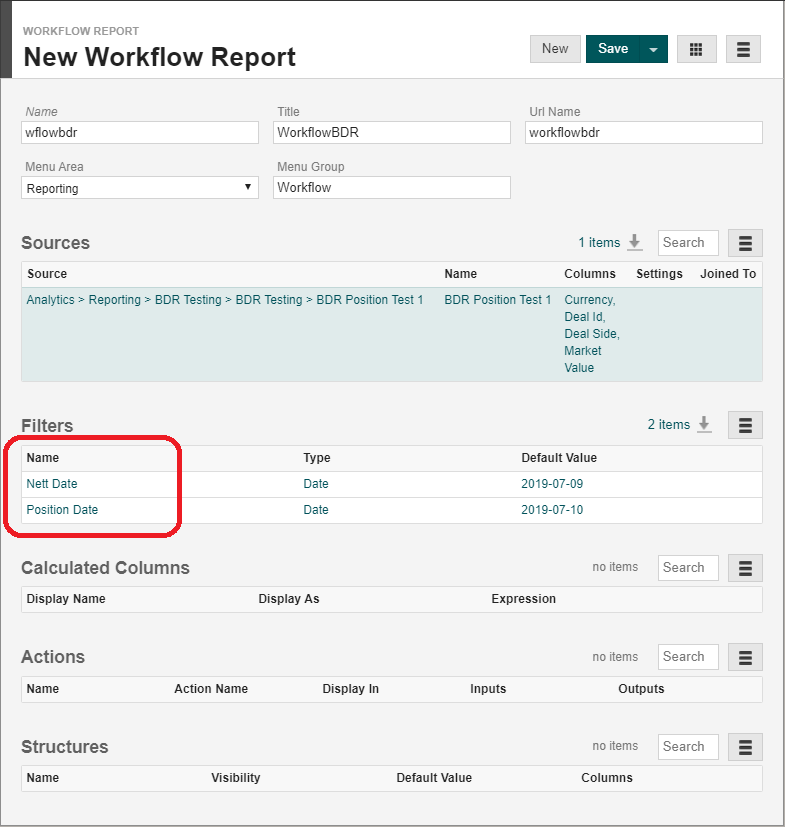 WORKFLOW REPORT
New Workflow Report
New Save
Name Title Url Name
wflowbdr WorkflowBDR workflowbdr
Menu Area Menu Group
Reporting Workflow
Sources 1 items Search
Source Name Columns Settings Joined To
Analytics > Reporting > BDR Testing > BDR Testing > BDR Position Test 1 BDR Position Test 1 Currency,
Deal Id,
Deal Side,
Market
Value
Filters 2 items
Name Type Default Value
Nett Date Date 2019-07-09
Position Date Date 2019-07-10
Calculated Columns no items Search
Display Name Display As Expression
Actions no items Search
Name Action Name Display In Inputs Outputs
Structures no items Search
Name Visibility Default Value Columns